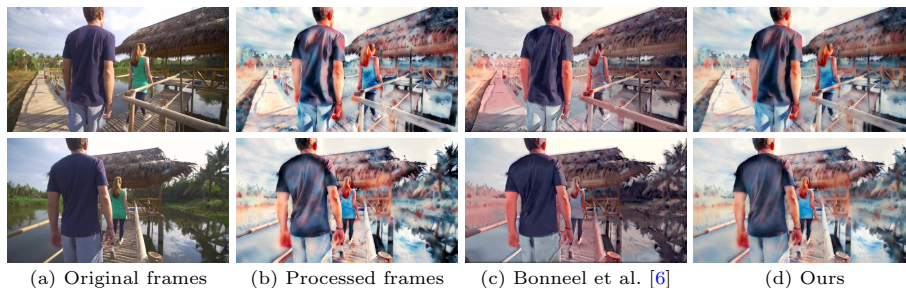 (a) Original frames (b) Processed frames (c) Bonneel et al. [6] (d) Ours